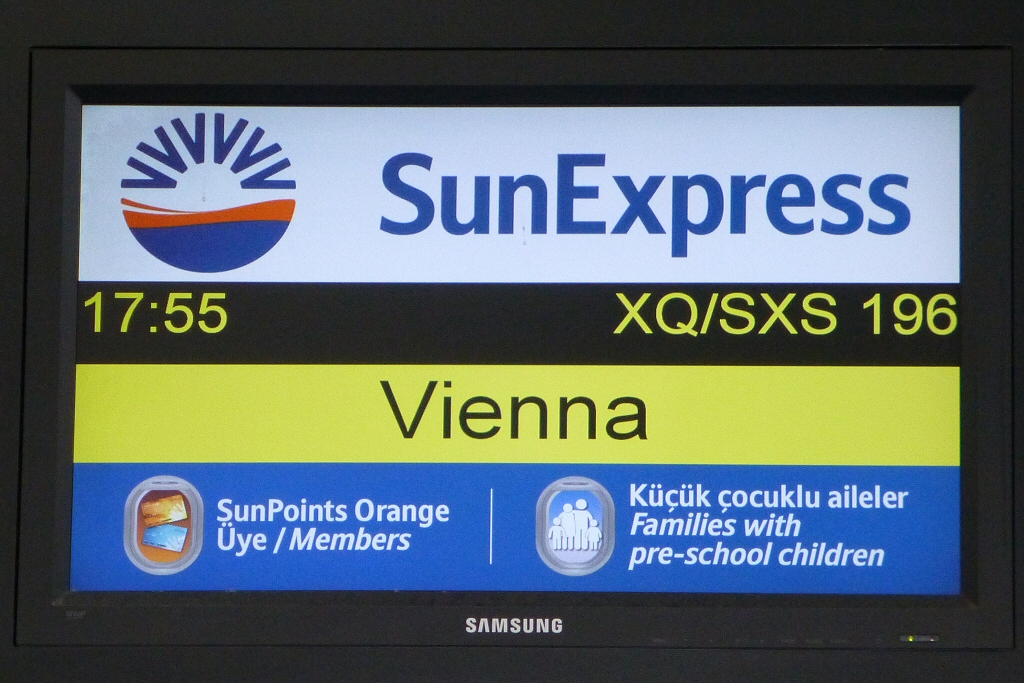 SunExpress
17:55 XQ/SXS 196
Vienna
SunPoints Orange
Üye / Members
Küçük çocuklu aileler
Families with
pre-school children
SAMSUNG